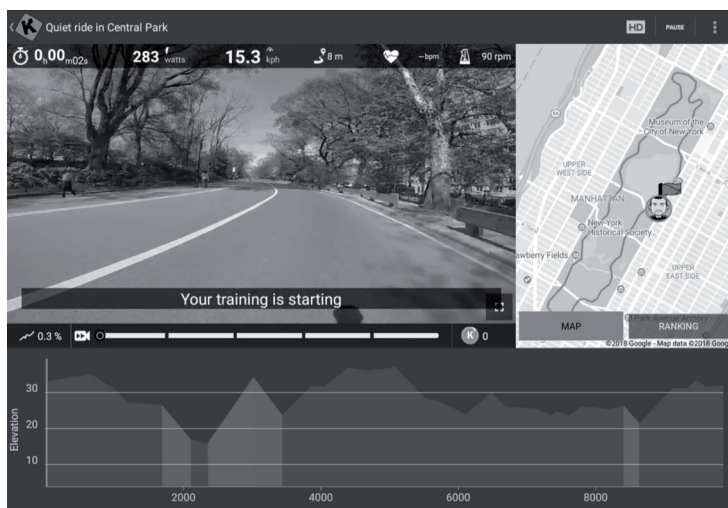 K Quiet ride in Central Park
HD PAUSE
0h00m02s
283 watts
15.3 kph
8 m
--bpm
90 rpm
Your training is starting
Museum of the
City of New York
UPPER
WEST SIDE
MANHATTAN
New-York
Historical Society...
awberry Fields
UPPER
EAST SIDE
Park Avenue Armory
MAP
RANKING
©2018 Google - Map data ©2018 Goog
0.3 %
K 0
Elevation
30
20
10
2000 4000 6000 8000